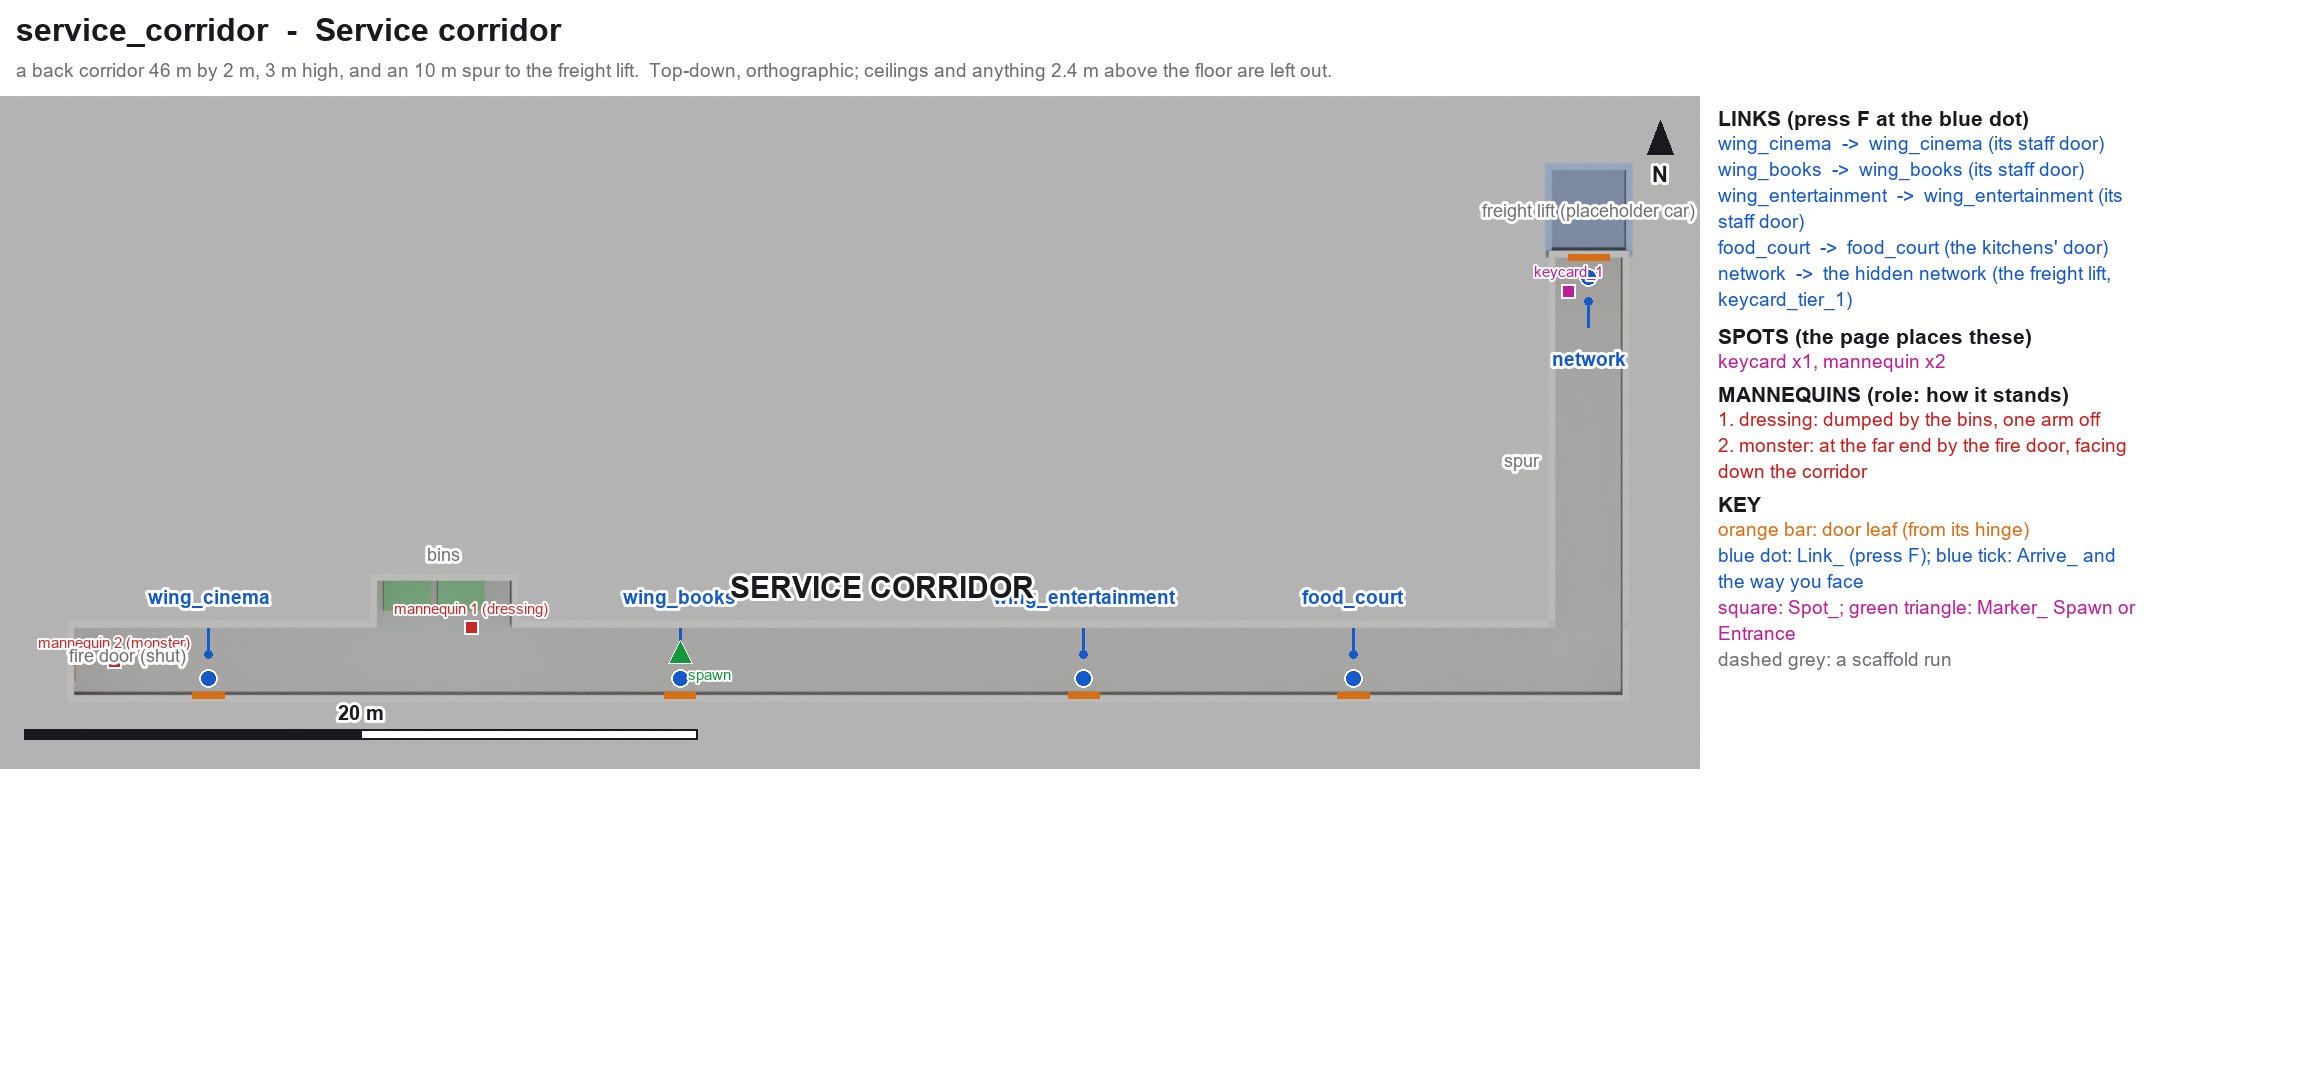 service_corridor - Service corridor
a back corridor 46 m by 2 m, 3 m high, and an 10 m spur to the freight lift. Top-down, orthographic; ceilings and anything 2.4 m above the floor are left out.
N
freight lift (placeholder car)
keycard_1
network
spur
bins
wing_cinema
mannequin 1 (dressing)
wing_books
SERVICE CORRIDOR
wing_entertainment
food_court
mannequin 2 (monster)
fire door (shut)
spawn
20 m
LINKS (press F at the blue dot)
wing_cinema -> wing_cinema (its staff door)
wing_books -> wing_books (its staff door)
wing_entertainment -> wing_entertainment (its
staff door)
food_court -> food_court (the kitchens' door)
network -> the hidden network (the freight lift,
keycard_tier_1)
SPOTS (the page places these)
keycard x1, mannequin x2
MANNEQUINS (role: how it stands)
1. dressing: dumped by the bins, one arm off
2. monster: at the far end by the fire door, facing
down the corridor
KEY
orange bar: door leaf (from its hinge)
blue dot: Link_ (press F); blue tick: Arrive_ and
the way you face
square: Spot_; green triangle: Marker_ Spawn or
Entrance
dashed grey: a scaffold run